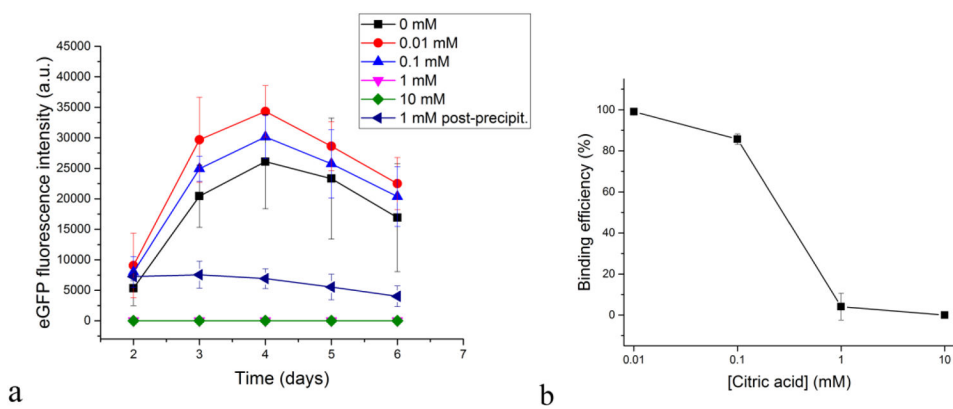 0 mM
0.01 mM
0.1 mM
1 mM
10 mM
1 mM post-precipit.
45000
40000
35000
30000
25000
20000
15000
10000
5000
0
eGFP fluorescence intensity (a.u.)
2 3 4 5 6 7
Time (days)
a
100
80
60
40
20
0
Binding efficiency (%)
0.01 0.1 1 10
[Citric acid] (mM)
b